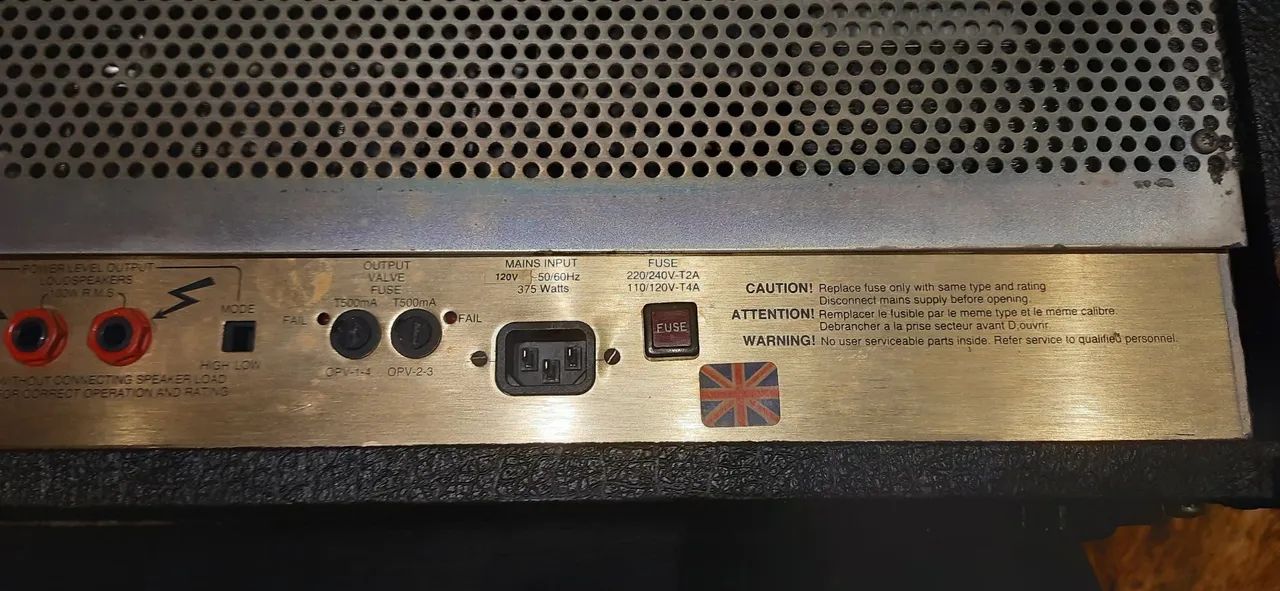 POWER LEVEL OUTPUT
LOUDSPEAKERS
100W R.M.S.
MODE
HIGH LOW
WITHOUT CONNECTING SPEAKER LOAD
FOR CORRECT OPERATION AND RATING
OUTPUT
VALVE
FUSE
T500mA T500mA
FAIL FAIL
OPV-1-4 OPV-2-3
MAINS INPUT
120V 50/60Hz
375 Watts
FUSE
220/240V-T2A
110/120V-T4A
FUSE
CAUTION! Replace fuse only with same type and rating
Disconnect mains supply before opening.
ATTENTION! Remplacer le fusible par le meme type et le meme calibre.
Debrancher a la prise secteur avant D,ouvrir.
WARNING! No user serviceable parts inside. Refer service to qualified personnel.